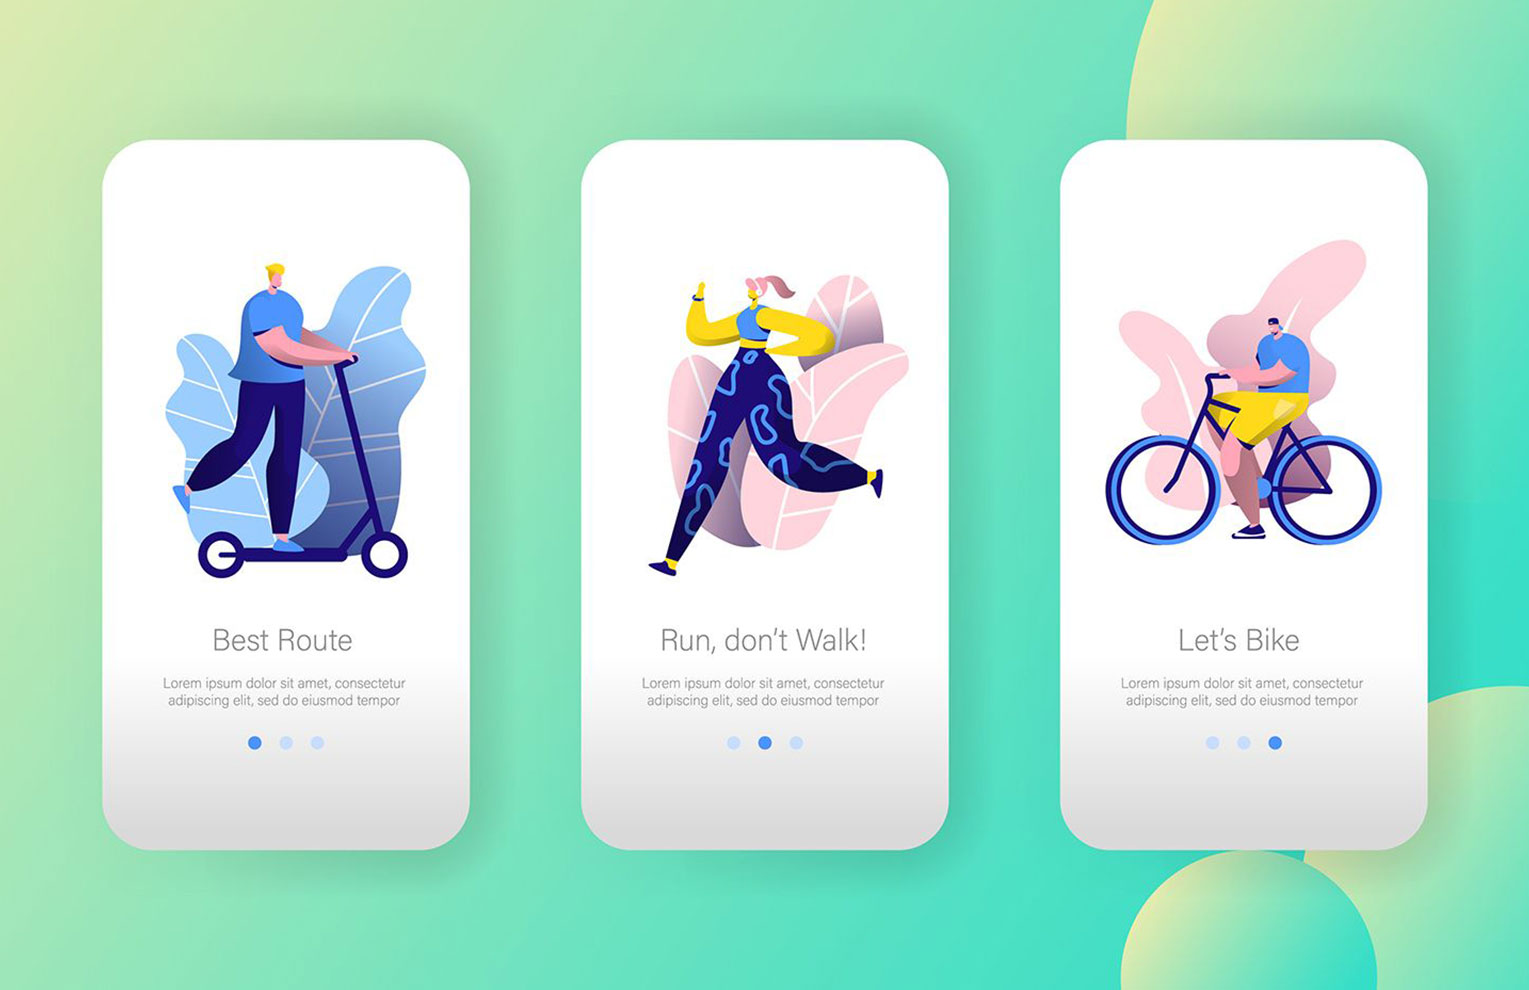 Best Route
Lorem ipsum dolor sit amet, consectetur
adipiscing elit, sed do eiusmod tempor
Run, don’t Walk!
Lorem ipsum dolor sit amet, consectetur
adipiscing elit, sed do eiusmod tempor
Let’s Bike
Lorem ipsum dolor sit amet, consectetur
adipiscing elit, sed do eiusmod tempor